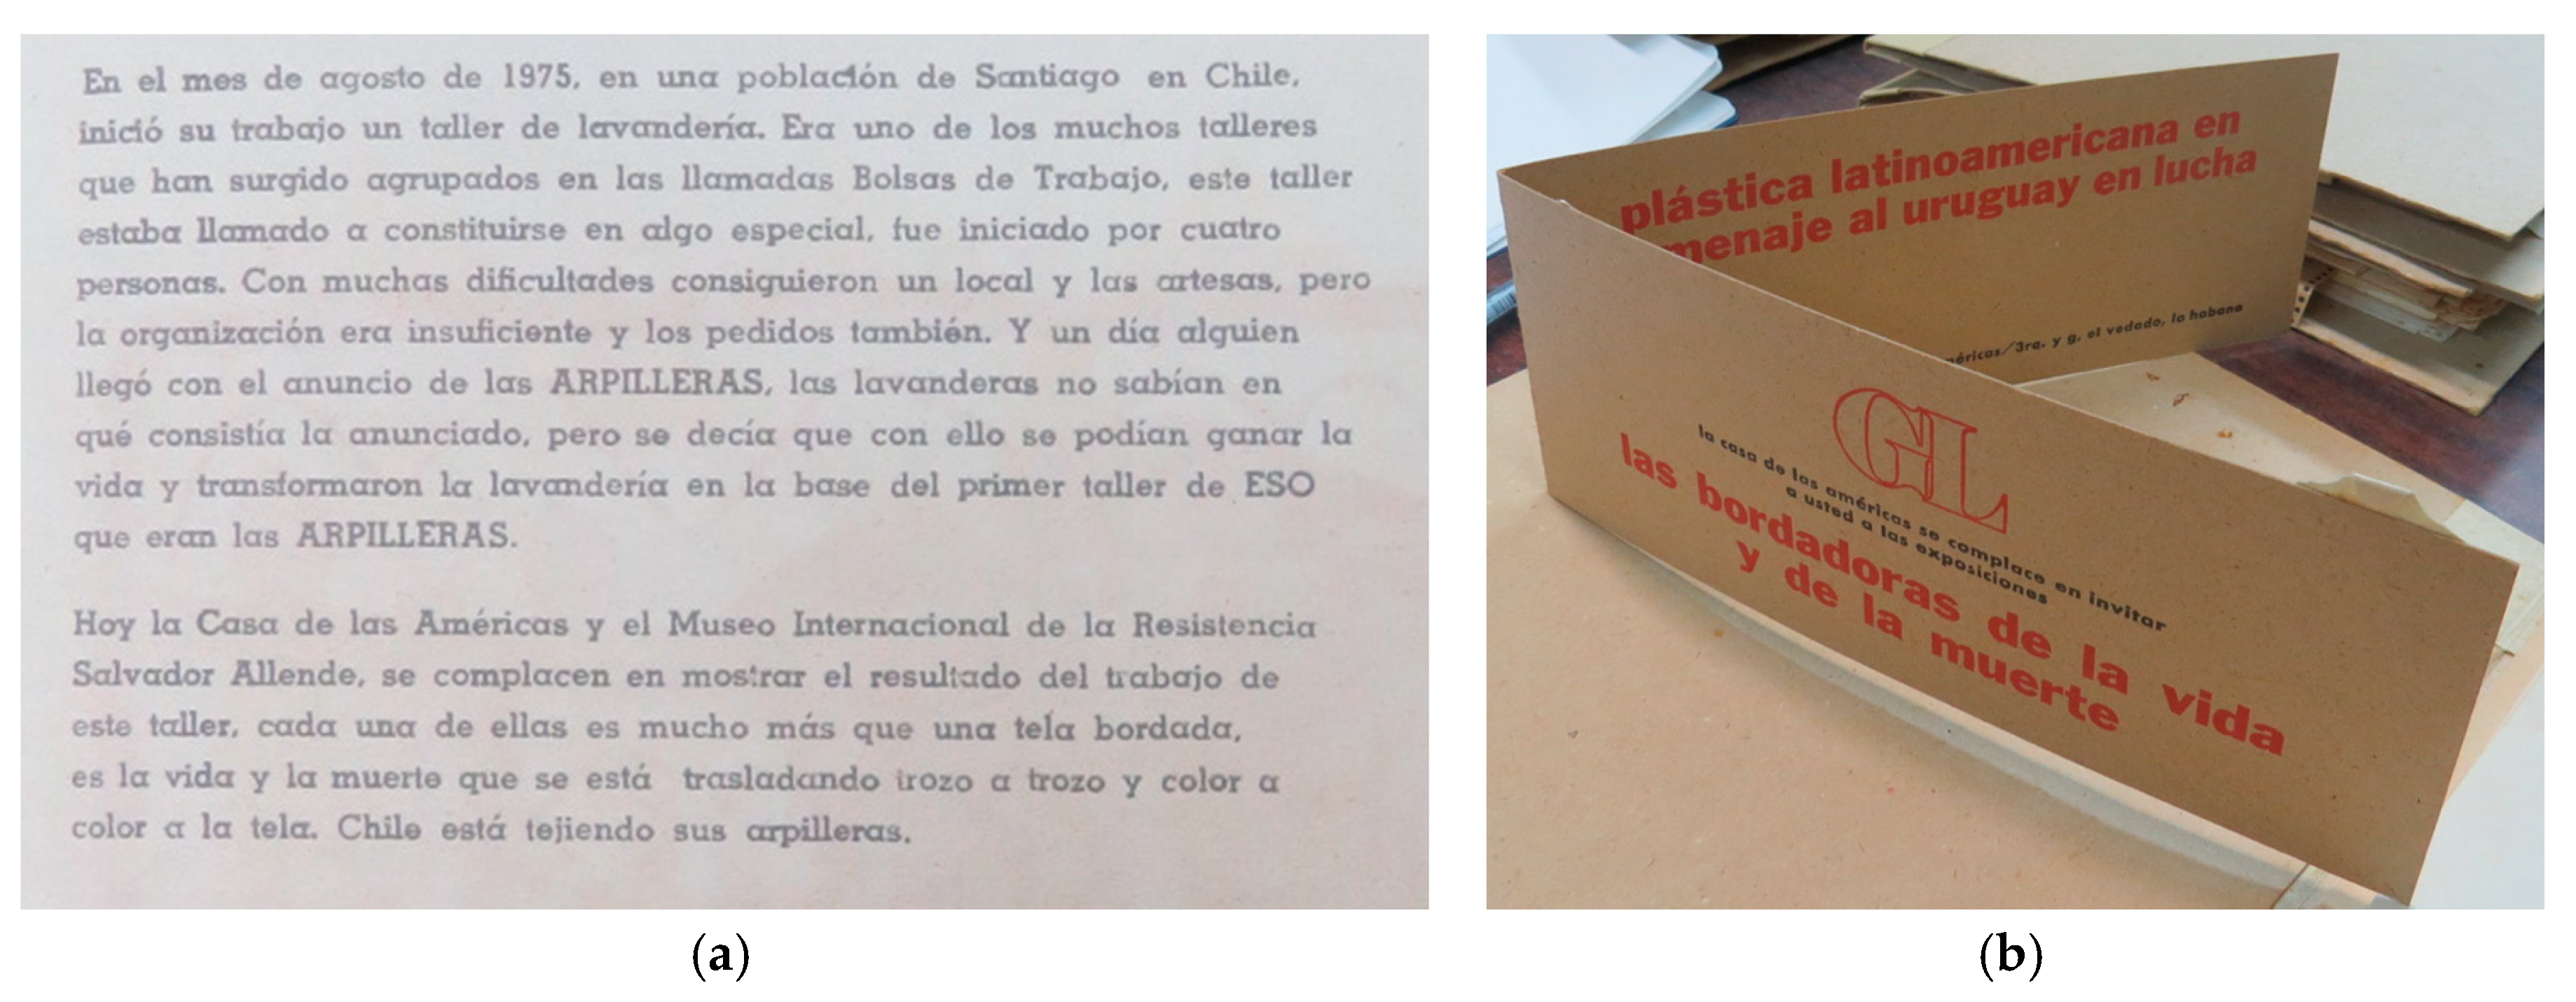 En el mes de agosto de 1975, en una población de Santiago en Chile,
inició su trabajo un taller de lavandería. Era uno de los muchos talleres
que han surgido agrupados en las llamadas Bolsas de Trabajo, este taller
estaba llamado a constituirse en algo especial, fue iniciado por cuatro
personas. Con muchas dificultades consiguieron un local y las artesas, pero
la organización era insuficiente y los pedidos también. Y un día alguien
llegó con el anuncio de las ARPILLERAS, las lavanderas no sabían en
qué consistía la anunciado, pero se decía que con ello se podían ganar la
vida y transformaron la lavandería en la base del primer taller de ESO
que eran las ARPILLERAS.
Hoy la Casa de las Américas y el Museo Internacional de la Resistencia
Salvador Allende, se complacen en mostrar el resultado del trabajo de
este taller, cada una de ellas es mucho más que una tela bordada,
es la vida y la muerte que se está trasladando trozo a trozo y color a
color a la tela. Chile está tejiendo sus arpilleras.
(a)
plástica latinoamericana en
menaje al uruguay en lucha
éricas/3ra. y g, el vedado, la habana
GL
la casa de las américas se complace en invitar
a usted a las exposiciones
las bordadoras de la vida
y de la muerte
(b)